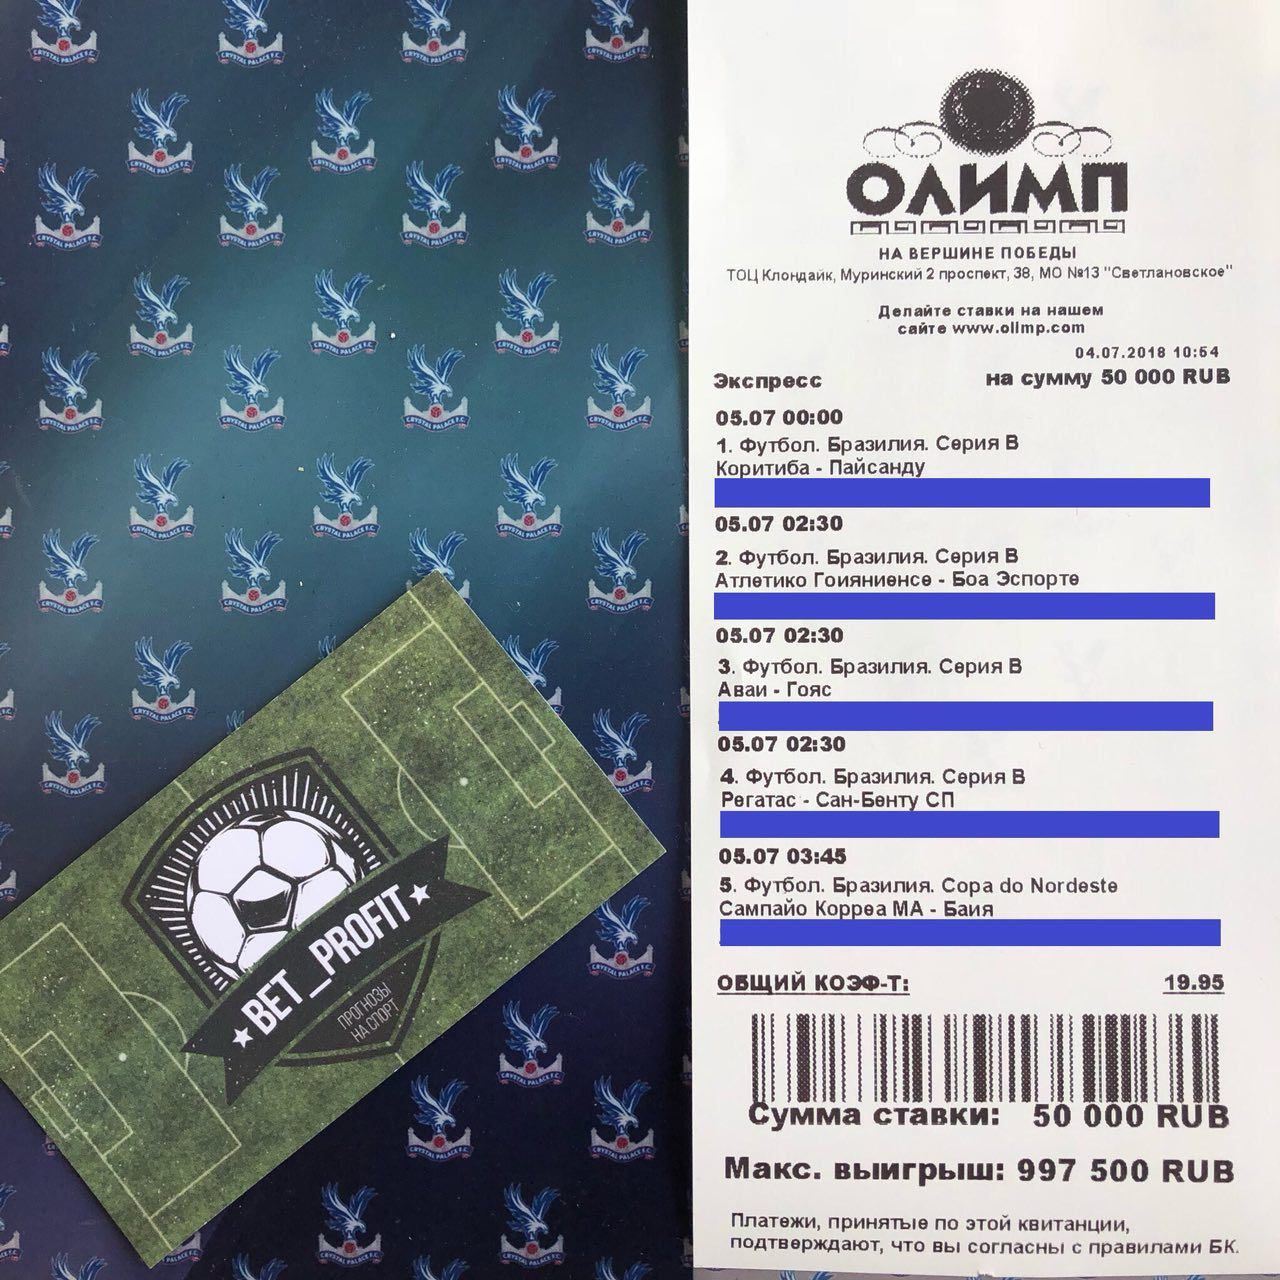 CRYSTAL PALACE F.C.
BET_PROFIT
ПРОГНОЗЫ
НА СПОРТ
ОЛИМП
НА ВЕРШИНЕ ПОБЕДЫ
ТОЦ Клондайк, Муринский 2 проспект, 38, МО №13 "Светлановское"
Делайте ставки на нашем
сайте www.olimp.com
04.07.2018 10:54
Экспресс на сумму 50 000 RUB
05.07 00:00
1. Футбол. Бразилия. Серия B
Коритиба - Пайсанду
05.07 02:30
2. Футбол. Бразилия. Серия B
Атлетико Гояниенсе - Боа Эспорте
05.07 02:30
3. Футбол. Бразилия. Серия B
Аваи - Гояс
05.07 02:30
4. Футбол. Бразилия. Серия B
Регатас - Сан-Бенту СП
05.07 03:45
5. Футбол. Бразилия. Copa do Nordeste
Сампайо Корреа МА - Баия
ОБЩИЙ КОЭФ-Т: 19.95
Сумма ставки: 50 000 RUB
Макс. выигрыш: 997 500 RUB
Платежи, принятые по этой квитанции,
подтверждают, что вы согласны с правилами БК.